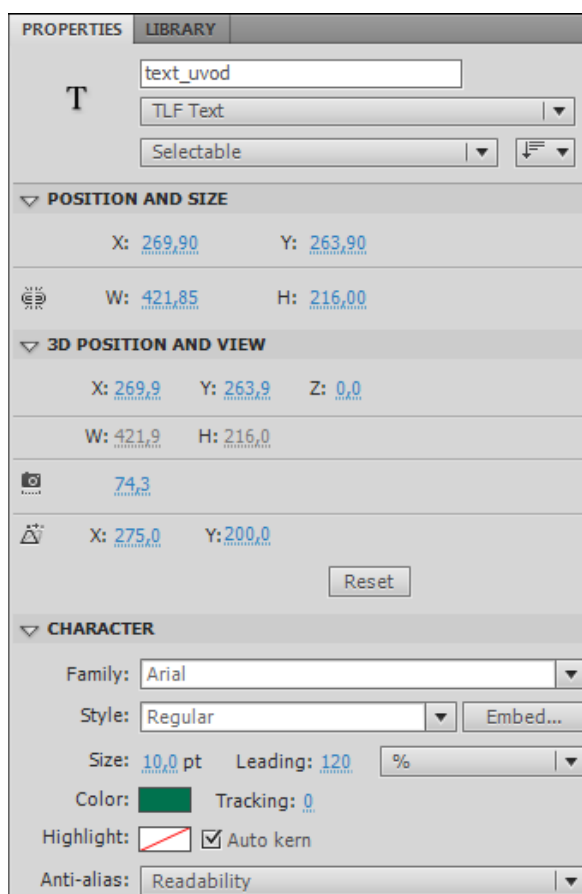 PROPERTIES LIBRARY
T text_uvod
TLF Text
Selectable
POSITION AND SIZE
X: 269,90 Y: 263,90
W: 421,85 H: 216,00
3D POSITION AND VIEW
X: 269,9 Y: 263,9 Z: 0,0
W: 421,9 H: 216,0
74,3
X: 275,0 Y: 200,0
Reset
CHARACTER
Family: Arial
Style: Regular Embed...
Size: 10,0 pt Leading: 120 %
Color: Tracking: 0
Highlight: Auto kern
Anti-alias: Readability